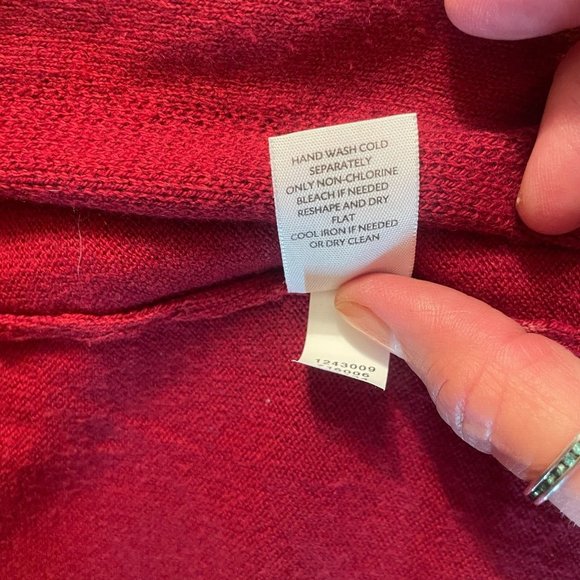 HAND WASH COLD
SEPARATELY
ONLY NON-CHLORINE
BLEACH IF NEEDED
RESHAPE AND DRY
FLAT
COOL IRON IF NEEDED
OR DRY CLEAN
1243009